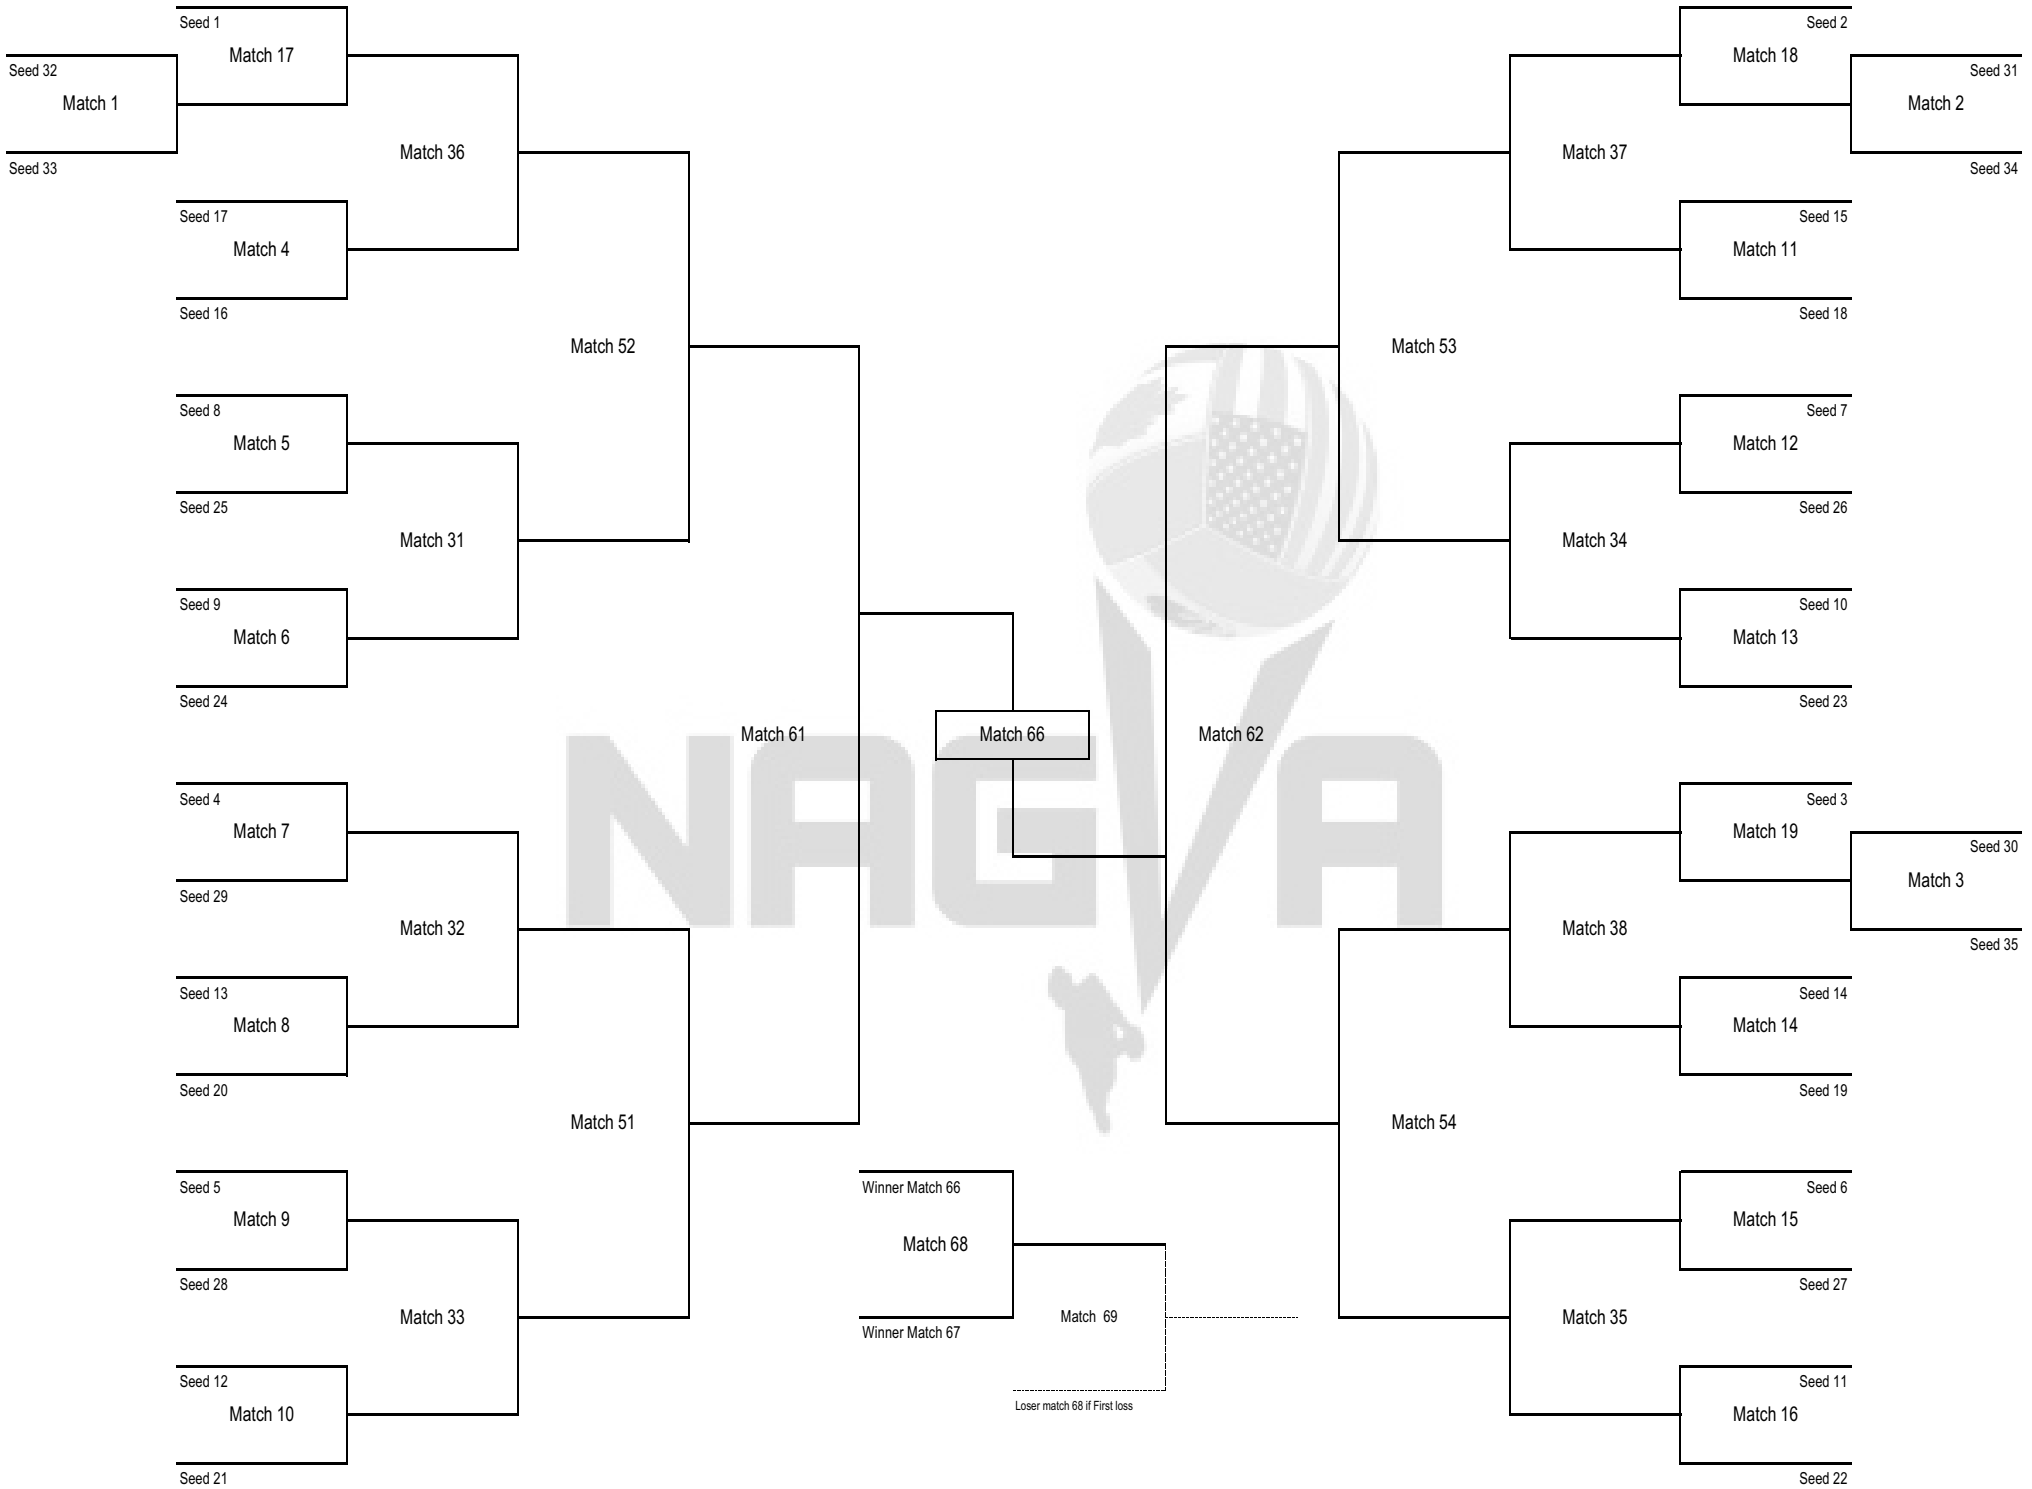 Seed 1
Match 17
Seed 32
Match 1
Seed 33
Match 36
Seed 17
Match 4
Seed 16
Match 52
Seed 8
Match 5
Seed 25
Match 31
Seed 9
Match 6
Seed 24
Match 61
Seed 4
Match 7
Seed 29
Match 32
Seed 13
Match 8
Seed 20
Match 51
Seed 5
Match 9
Seed 28
Match 33
Seed 12
Match 10
Seed 21
Match 66
NAGVA
Winner Match 66
Match 68
Winner Match 67
Match 69
Loser match 68 if First loss
Seed 2
Match 18
Seed 31
Match 2
Seed 34
Match 37
Seed 15
Match 11
Seed 18
Match 53
Seed 7
Match 12
Seed 26
Match 34
Seed 10
Match 13
Seed 23
Match 62
Seed 3
Match 19
Seed 30
Match 3
Seed 35
Match 38
Seed 14
Match 14
Seed 19
Match 54
Seed 6
Match 15
Seed 27
Match 35
Seed 11
Match 16
Seed 22